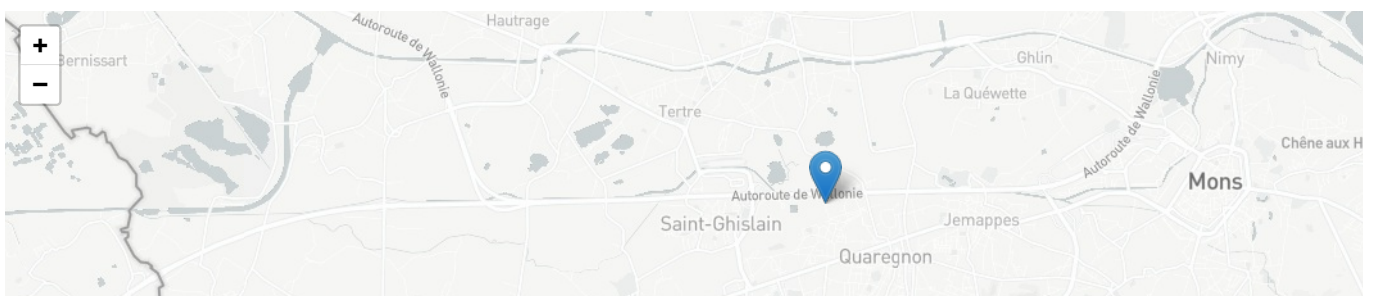 Hautrage
Autoroute de Wallonie
+
Bernissart
Ghlin
Nimy
−
La Quéwette
Tertre
Autoroute de Wallonie
Chêne aux H
Mons
Autoroute de Wallonie
Saint-Ghislain
Jemappes
Quaregnon